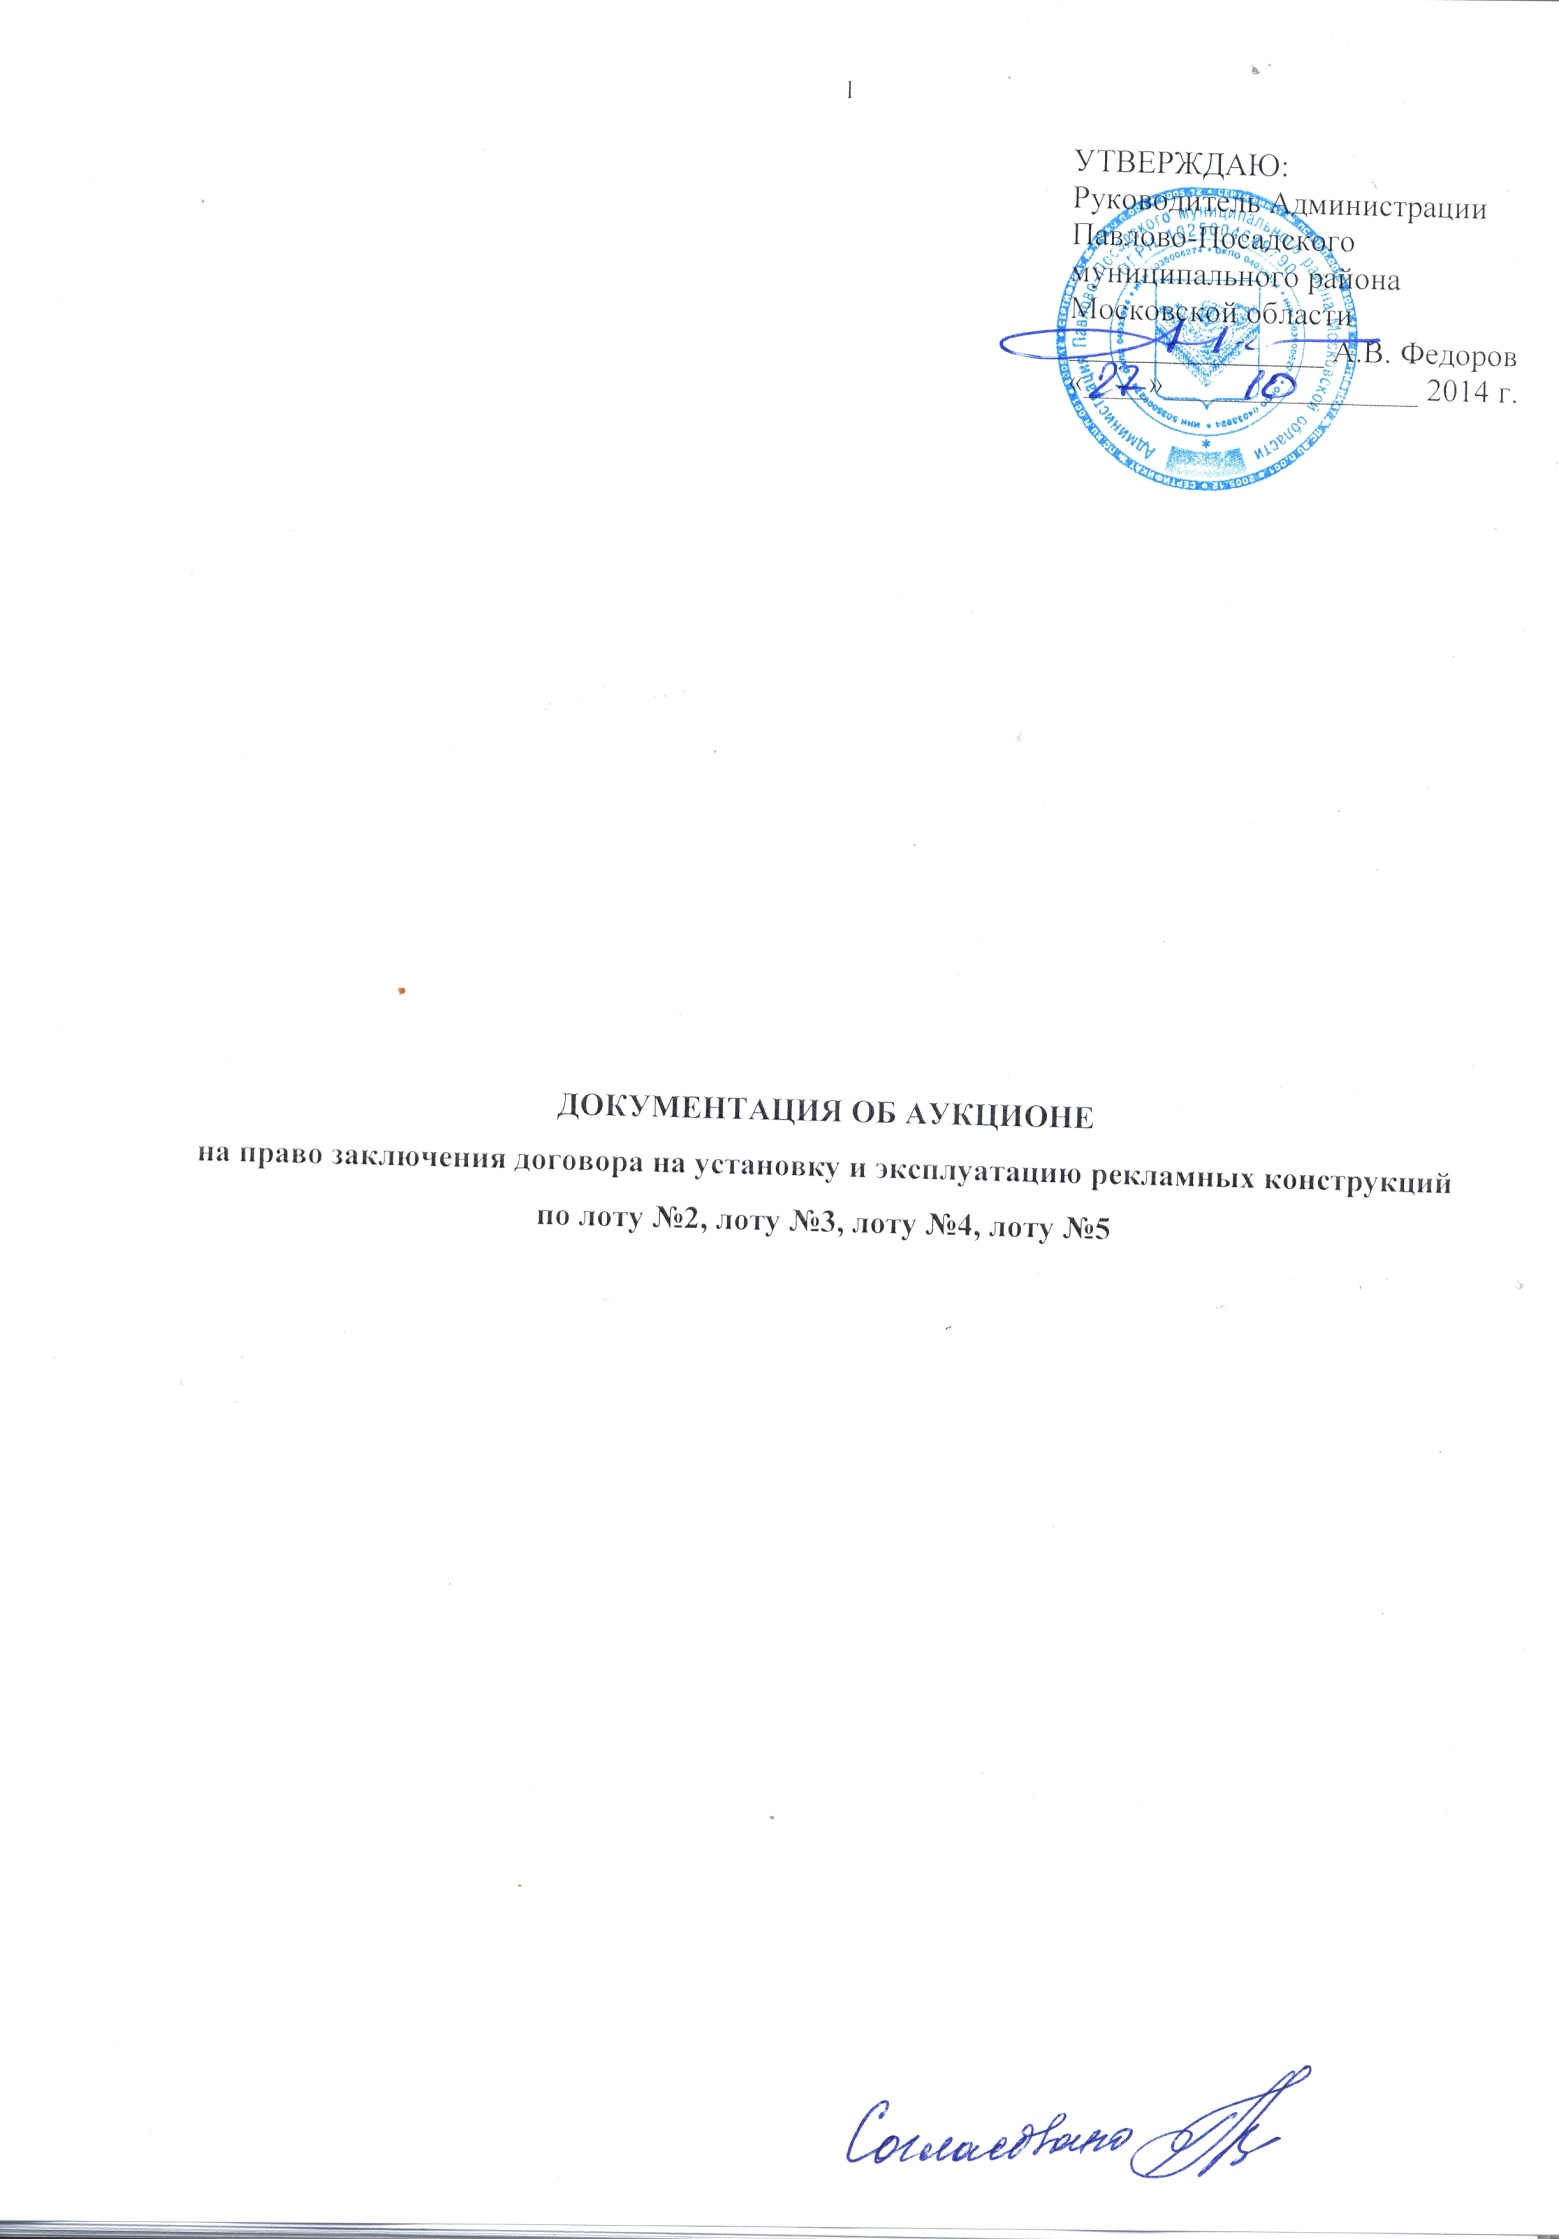 1
УТВЕРЖДАЮ:
Руководитель Администрации
Павлово-Посадского
муниципального района
Московской области
А.В. Федоров
« 27 » 10 2014 г.
ДОКУМЕНТАЦИЯ ОБ АУКЦИОНЕ
на право заключения договора на установку и эксплуатацию рекламных конструкций
по лоту №2, лоту №3, лоту №4, лоту №5
Согласовано